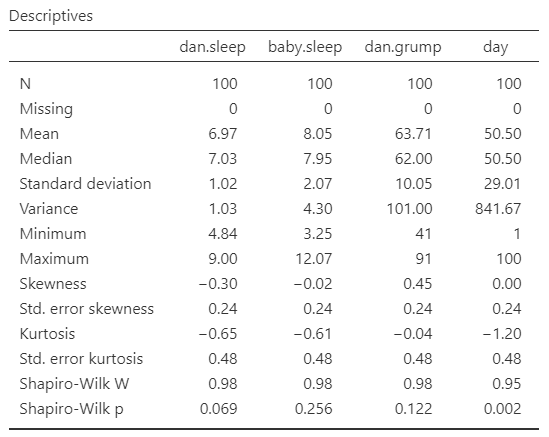 Descriptives
dan.sleep baby.sleep dan.grump day
N 100 100 100 100
Missing 0 0 0 0
Mean 6.97 8.05 63.71 50.50
Median 7.03 7.95 62.00 50.50
Standard deviation 1.02 2.07 10.05 29.01
Variance 1.03 4.30 101.00 841.67
Minimum 4.84 3.25 41 1
Maximum 9.00 12.07 91 100
Skewness −0.30 −0.02 0.45 0.00
Std. error skewness 0.24 0.24 0.24 0.24
Kurtosis −0.65 −0.61 −0.04 −1.20
Std. error kurtosis 0.48 0.48 0.48 0.48
Shapiro-Wilk W 0.98 0.98 0.98 0.95
Shapiro-Wilk p 0.069 0.256 0.122 0.002